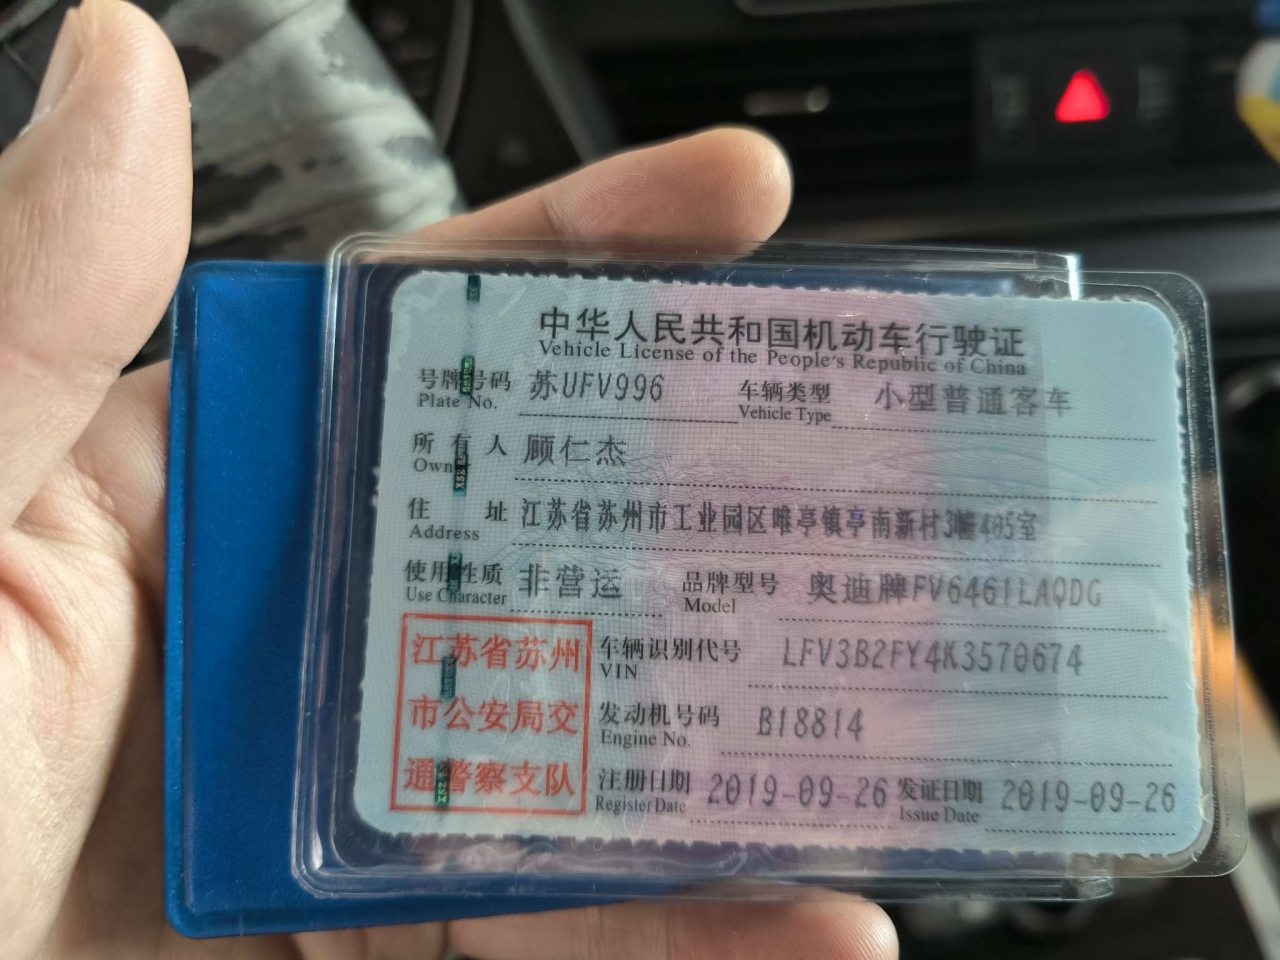 中华人民共和国机动车行驶证
Vehicle License of the People's Republic of China
号牌号码 苏UFV996 车辆类型 小型普通客车
Plate No. Vehicle Type
所有人 顾仁杰
Own
住址 江苏省苏州市工业园区唯亭镇亭南新村3幢405室
Address
使用性质 非营运 品牌型号 奥迪牌FV6461LAQDG
Use Character Model
江苏省苏州
市公安局交
通警察支队
车辆识别代号 LFV3B2FY4K3570674
VIN
发动机号码 B18814
Engine No.
注册日期 2019-09-26 发证日期 2019-09-26
Register Date Issue Date